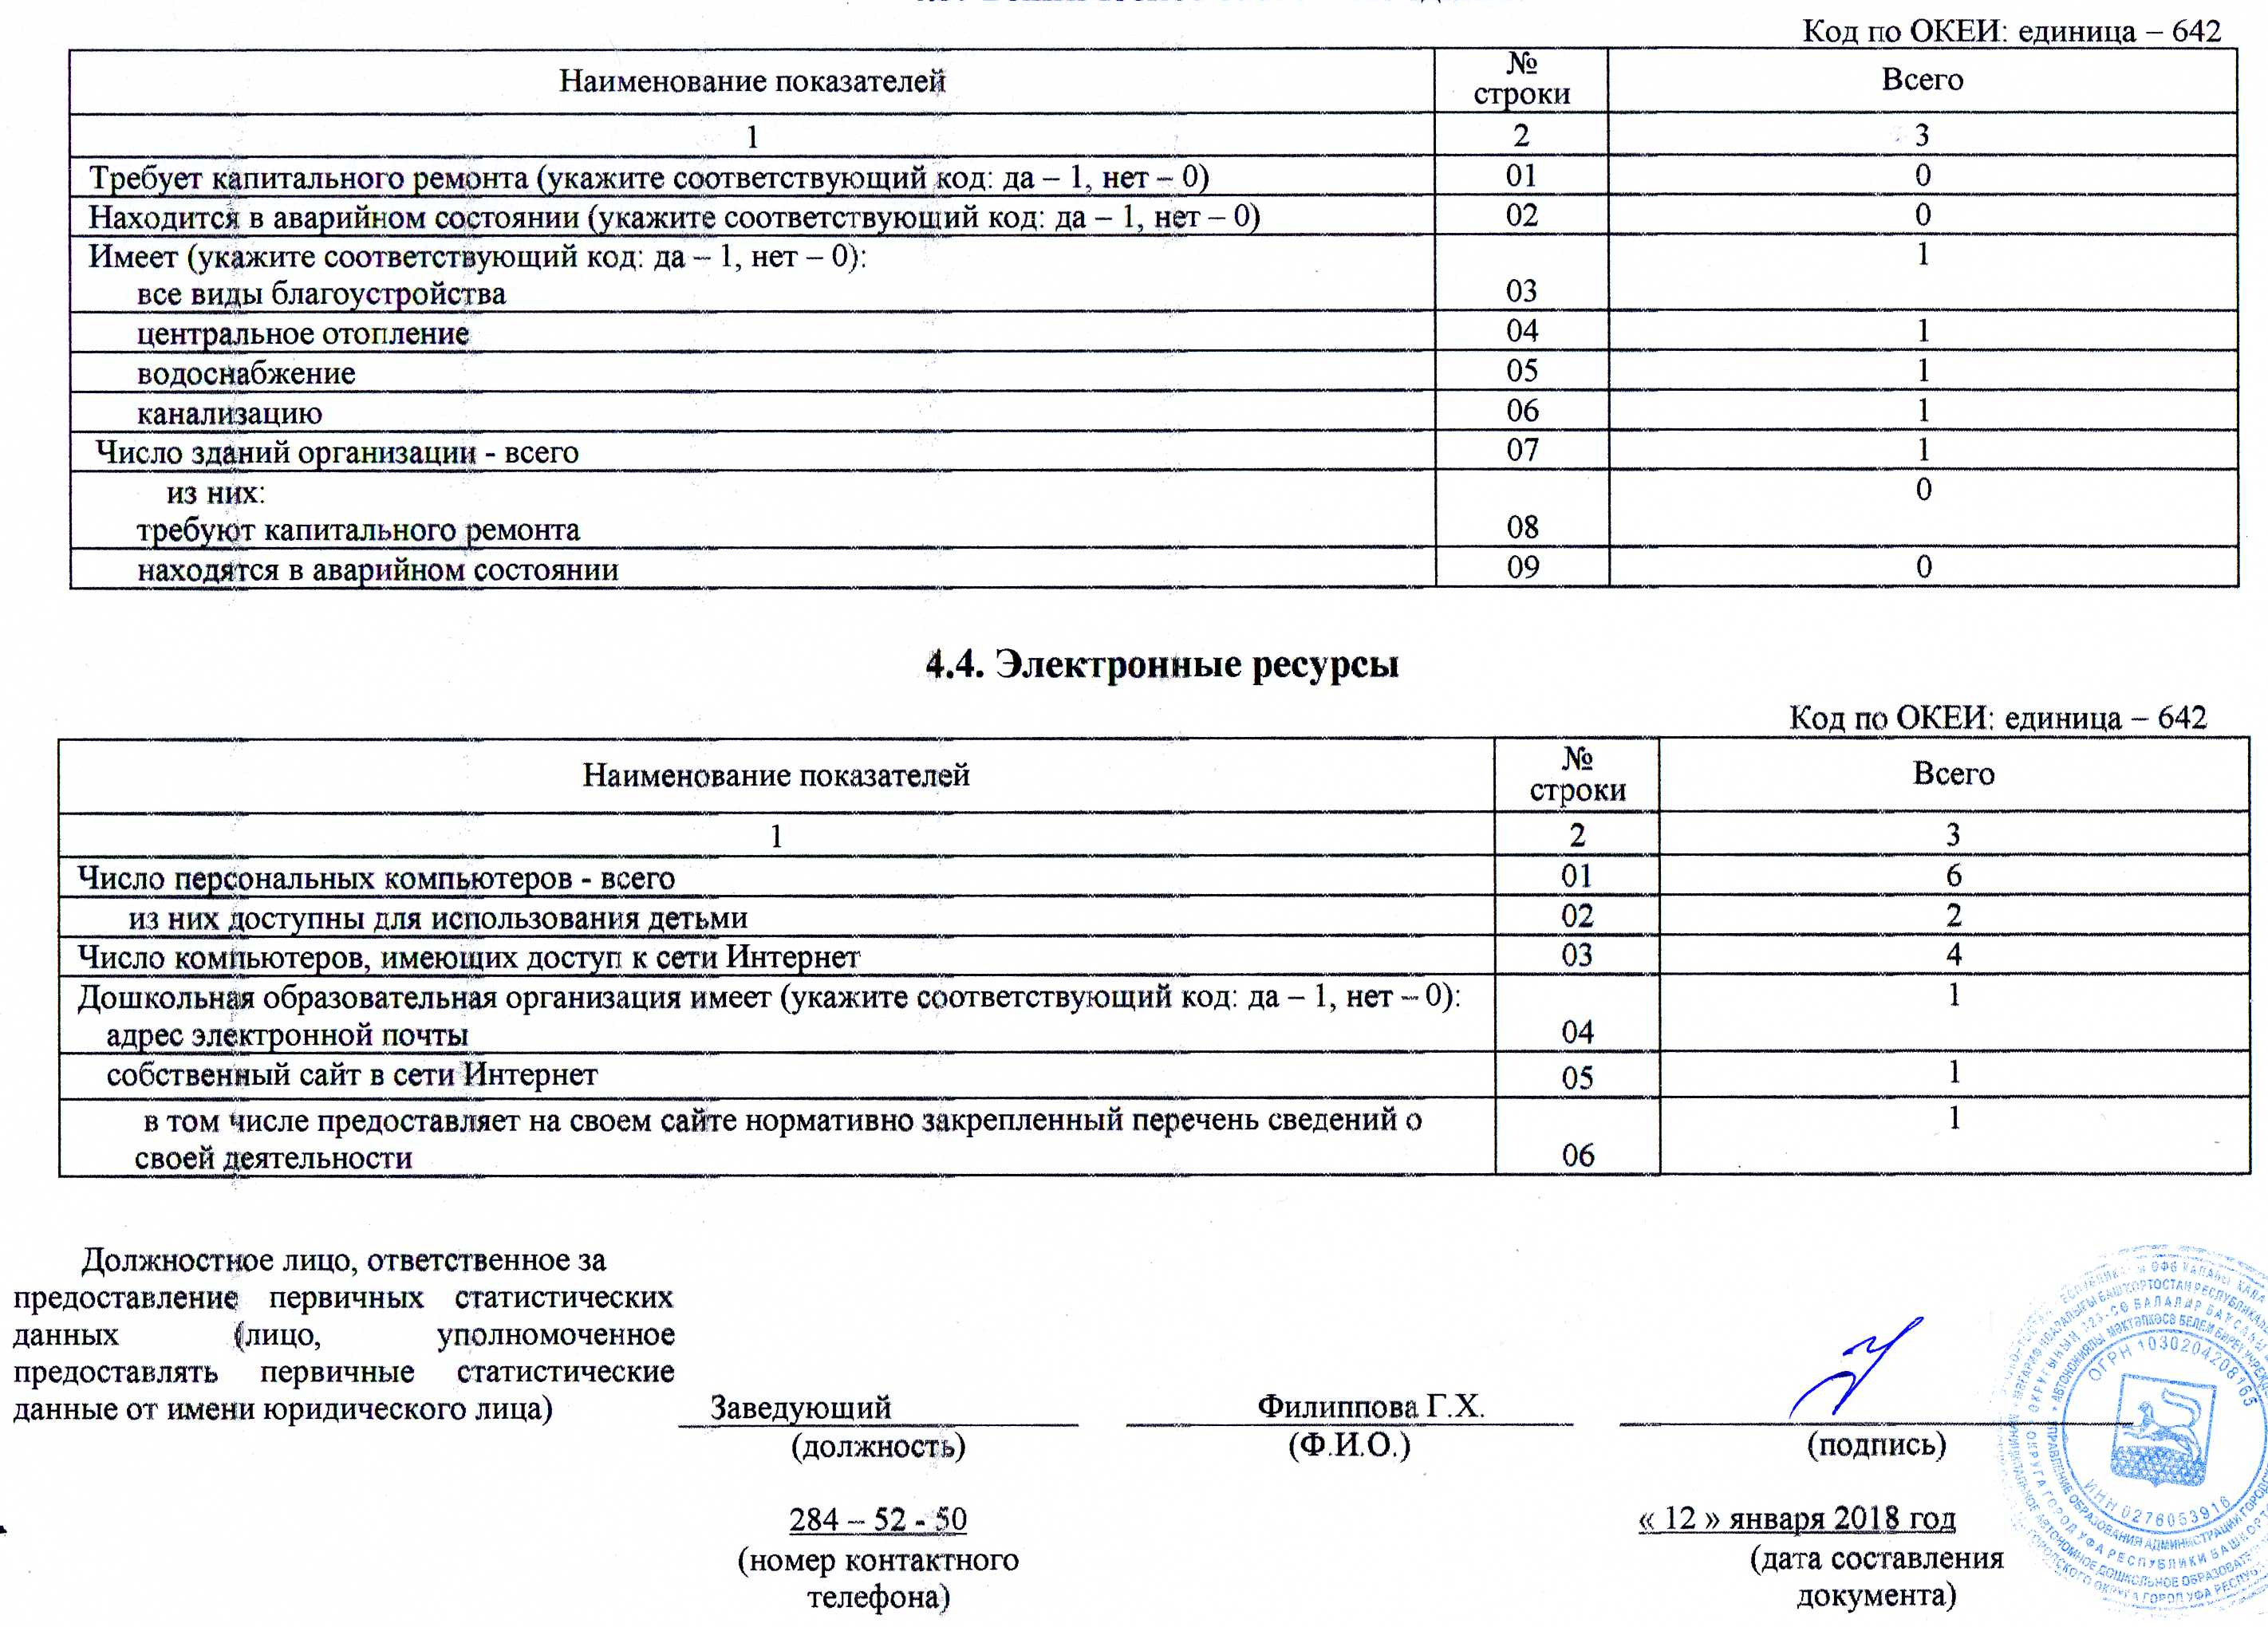 Код по ОКЕИ: единица – 642
Наименование показателей
№
строки
Всего
1
2
3
Требует капитального ремонта (укажите соответствующий код: да – 1, нет – 0)
01
0
Находится в аварийном состоянии (укажите соответствующий код: да – 1, нет – 0)
02
0
Имеет (укажите соответствующий код: да – 1, нет – 0):
все виды благоустройства
03
1
центральное отопление
04
1
водоснабжение
05
1
канализацию
06
1
Число зданий организации - всего
07
1
из них:
требуют капитального ремонта
08
0
находятся в аварийном состоянии
09
0
4.4. Электронные ресурсы
Код по ОКЕИ: единица – 642
Наименование показателей
№
строки
Всего
1
2
3
Число персональных компьютеров - всего
01
6
из них доступны для использования детьми
02
2
Число компьютеров, имеющих доступ к сети Интернет
03
4
Дошкольная образовательная организация имеет (укажите соответствующий код: да – 1, нет – 0):
адрес электронной почты
04
1
собственный сайт в сети Интернет
05
1
в том числе предоставляет на своем сайте нормативно закрепленный перечень сведений о
своей деятельности
06
1
Должностное лицо, ответственное за
предоставление первичных статистических
данных (лицо, уполномоченное
предоставлять первичные статистические
данные от имени юридического лица)
Заведующий
Филиппова Г.Х.
(должность)
(Ф.И.О.)
(подпись)
284 – 52 - 50
« 12 » января 2018 год
(номер контактного
телефона)
(дата составления
документа)
ОГРН 1030204208165
ИНН 0276053916